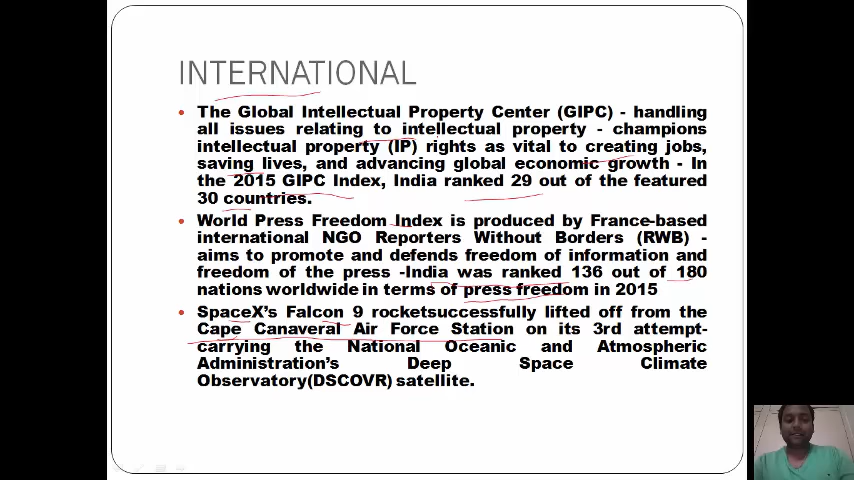 INTERNATIONAL
• The Global Intellectual Property Center (GIPC) - handling
all issues relating to intellectual property - champions
intellectual property (IP) rights as vital to creating jobs,
saving lives, and advancing global economic growth - In
the 2015 GIPC Index, India ranked 29 out of the featured
30 countries.
• World Press Freedom Index is produced by France-based
international NGO Reporters Without Borders (RWB) -
aims to promote and defends freedom of information and
freedom of the press -India was ranked 136 out of 180
nations worldwide in terms of press freedom in 2015
• SpaceX's Falcon 9 rocketsuccessfully lifted off from the
Cape Canaveral Air Force Station on its 3rd attempt-
carrying the National Oceanic and Atmospheric
Administration's Deep Space Climate
Observatory(DSCOVR) satellite.